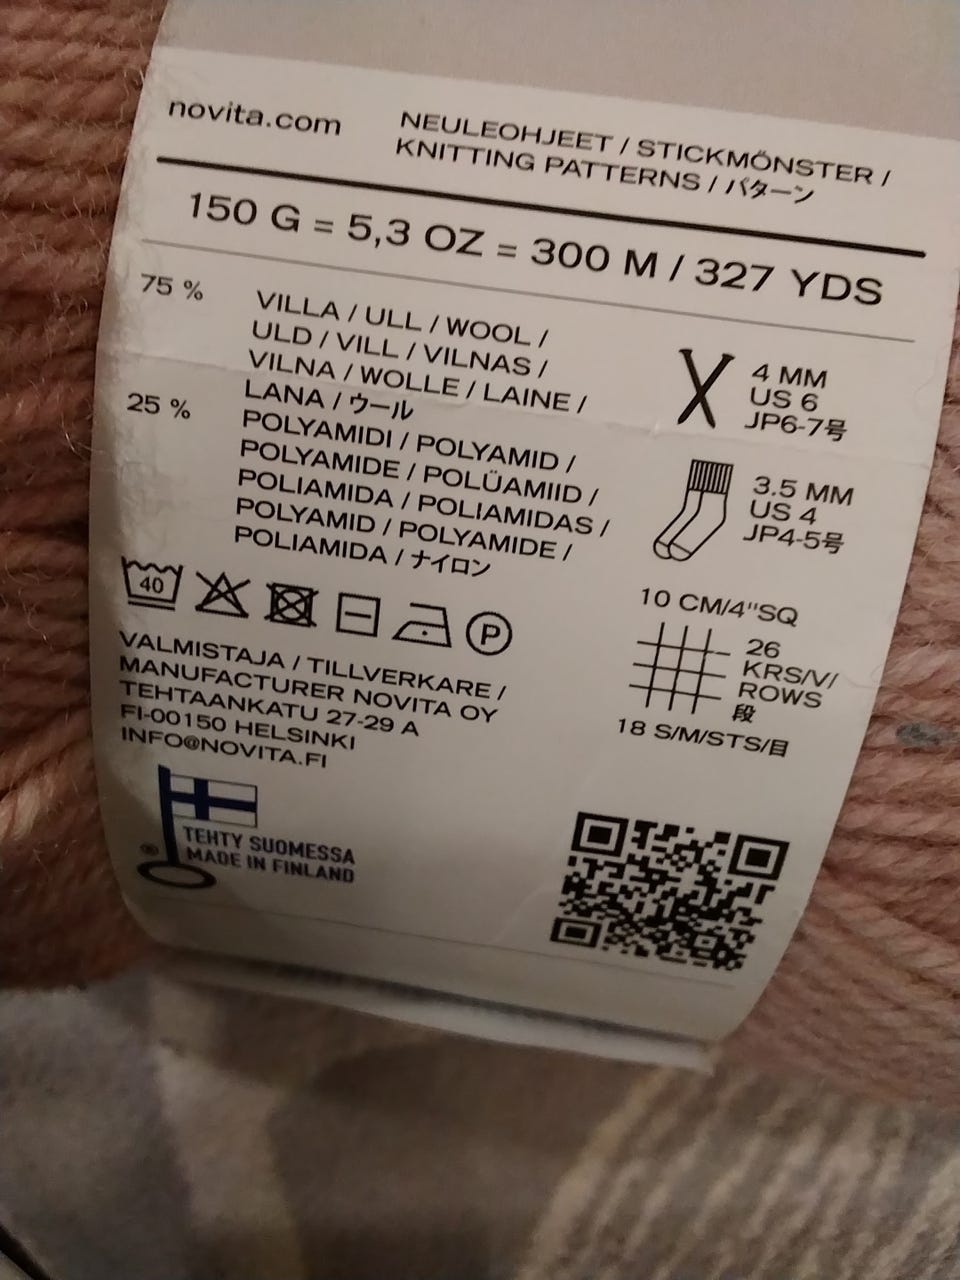 novita.com
NEULEOHJEET / STICKMÖNSTER /
KNITTING PATTERNS / パターン
150 G = 5,3 OZ = 300 M / 327 YDS
75 %
VILLA / ULL / WOOL /
ULD / VILL / VILNAS /
VILNA / WOLLE / LAINE /
LANA / ウール
25 %
POLYAMIDI / POLYAMID /
POLYAMIDE / POLÜAMIID /
POLIAMIDA / POLIAMIDAS /
POLYAMID / POLYAMIDE /
POLIAMIDA / ナイロン
4 MM
US 6
JP6-7号
3.5 MM
US 4
JP4-5号
40
P
10 CM/4"SQ
26
KRS/V/
ROWS
段
18 S/M/STS/目
VALMISTAJA / TILLVERKARE /
MANUFACTURER NOVITA OY
TEHTAANKATU 27-29 A
FI-00150 HELSINKI
INFO@NOVITA.FI
TEHTY SUOMESSA
® MADE IN FINLAND